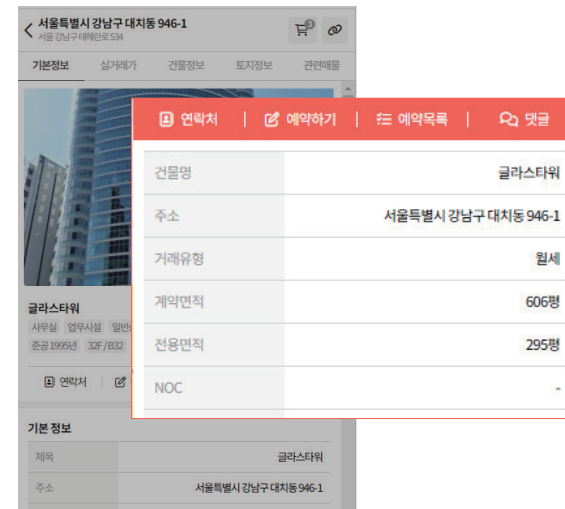 서울특별시 강남구 대치동 946-1
서울 강남구 테헤란로 534
3
기본정보 실거래가 건물정보 토지정보 관련매물
연락처 | 예약하기 | 예약목록 | 댓글
건물명 글라스타워
주소 서울특별시 강남구 대치동 946-1
거래유형 월세
계약면적 606평
전용면적 295평
NOC -
글라스타워
사무실 업무시설
준공 1995년 32F / B32
연락처
기본 정보
제목 글라스타워
주소 서울특별시 강남구 대치동 946-1